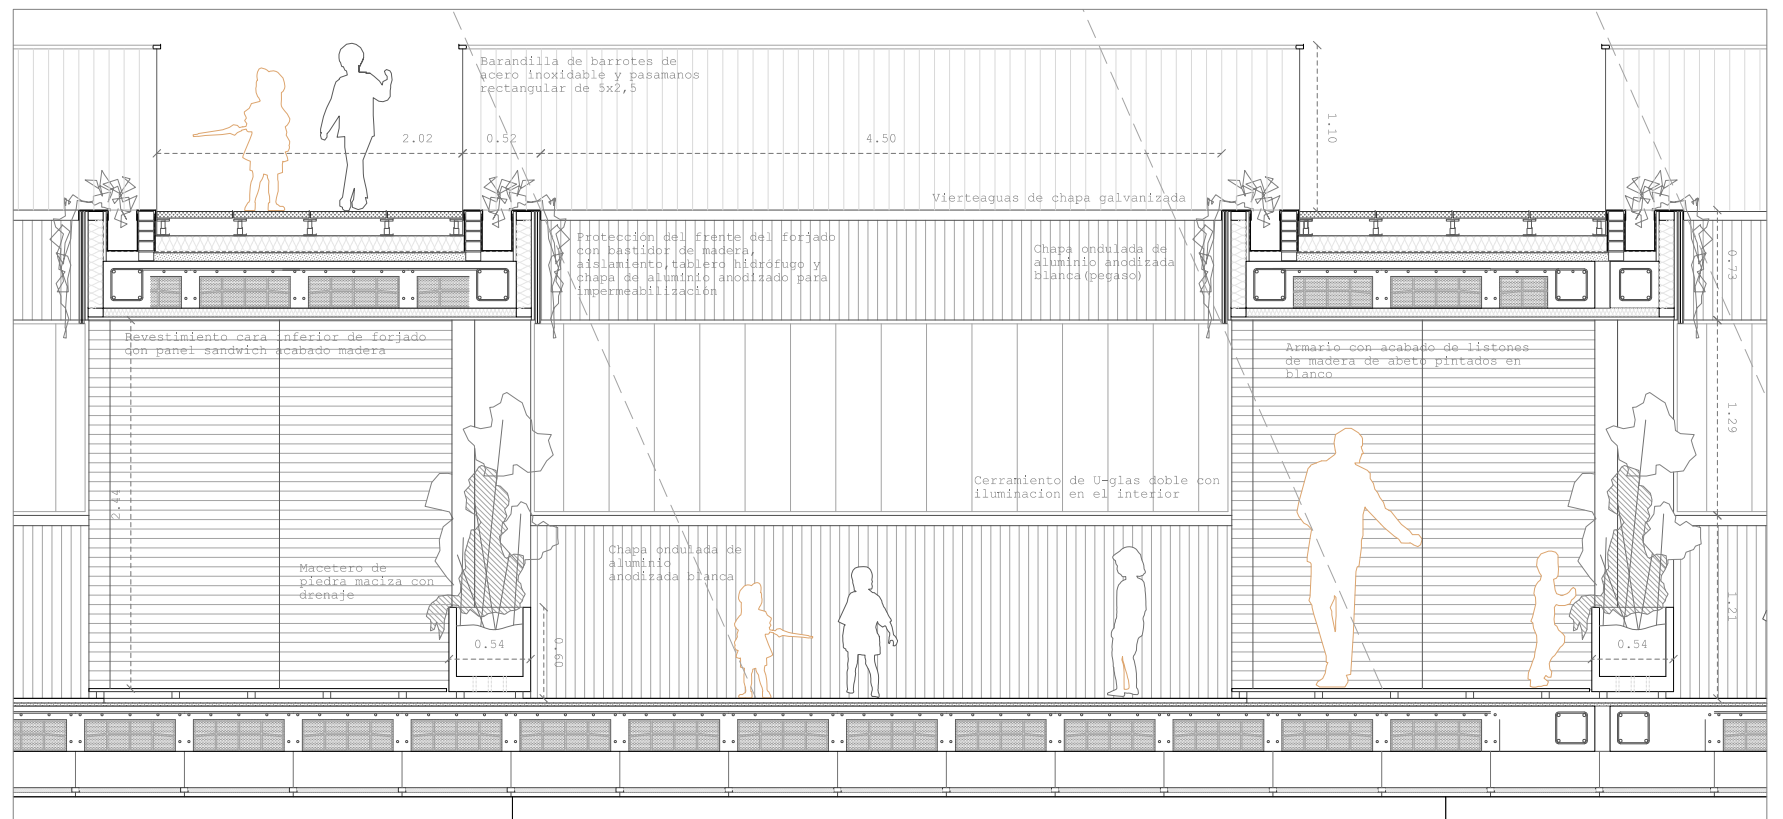 Barandilla de barrotes de
acero inoxidable y pasamanos
rectangular de 5x2,5
2.02
0.52
4.50
1.10
Vierteaguas de chapa galvanizada
Protección del frente del forjado
con bastidor de madera,
aislamiento,tablero hidrófugo y
chapa de aluminio anodizado para
impermeabilización
Chapa ondulada de
aluminio anodizada
blanca(pegaso)
0.73
Revestimiento cara inferior de forjado
con panel sandwich acabado madera
Armario con acabado de listones
de madera de abeto pintados en
blanco
1.29
2.44
Cerramiento de U-glas doble con
iluminacion en el interior
Chapa ondulada de
aluminio
anodizada blanca
Macetero de
piedra maciza con
drenaje
1.21
0.54
0.60
0.54